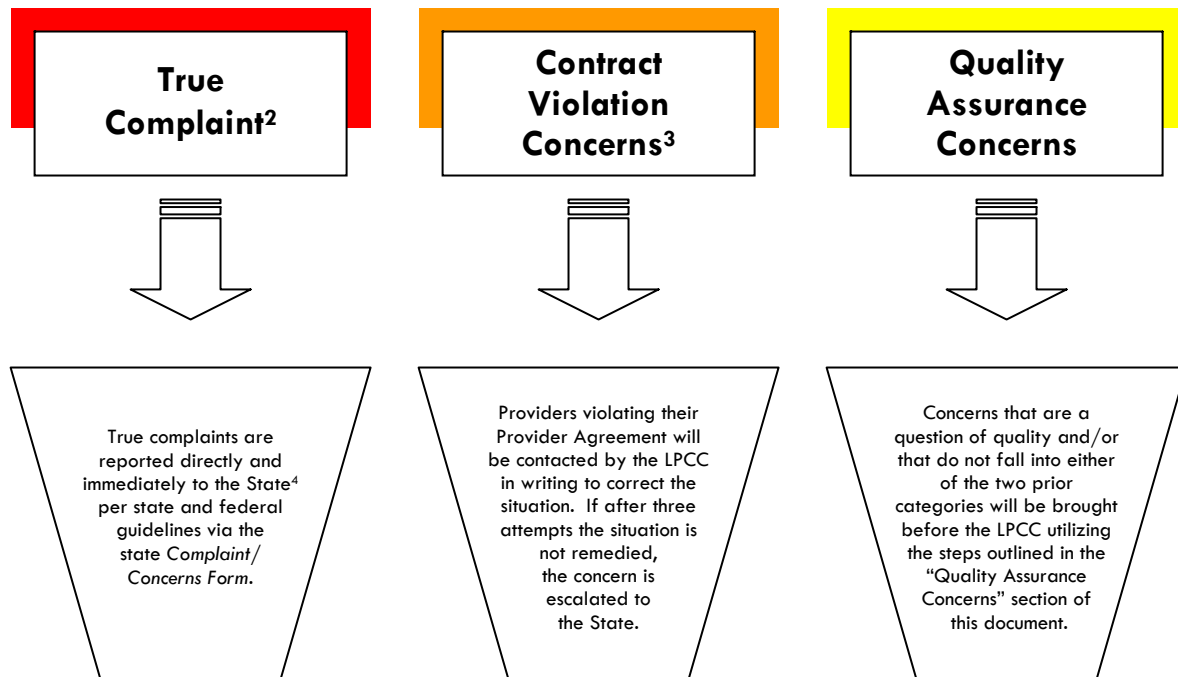 True
Complaint²
Contract
Violation
Concerns³
Quality
Assurance
Concerns
True complaints are
reported directly and
immediately to the State⁴
per state and federal
guidelines via the
state Complaint/
Concerns Form.
Providers violating their
Provider Agreement will
be contacted by the LPCC
in writing to correct the
situation.  If after three
attempts the situation is
not remedied,
the concern is
escalated to
the State.
Concerns that are a
question of quality and/or
that do not fall into either
of the two prior
categories will be brought
before the LPCC utilizing
the steps outlined in the
“Quality Assurance
Concerns” section of
this document.